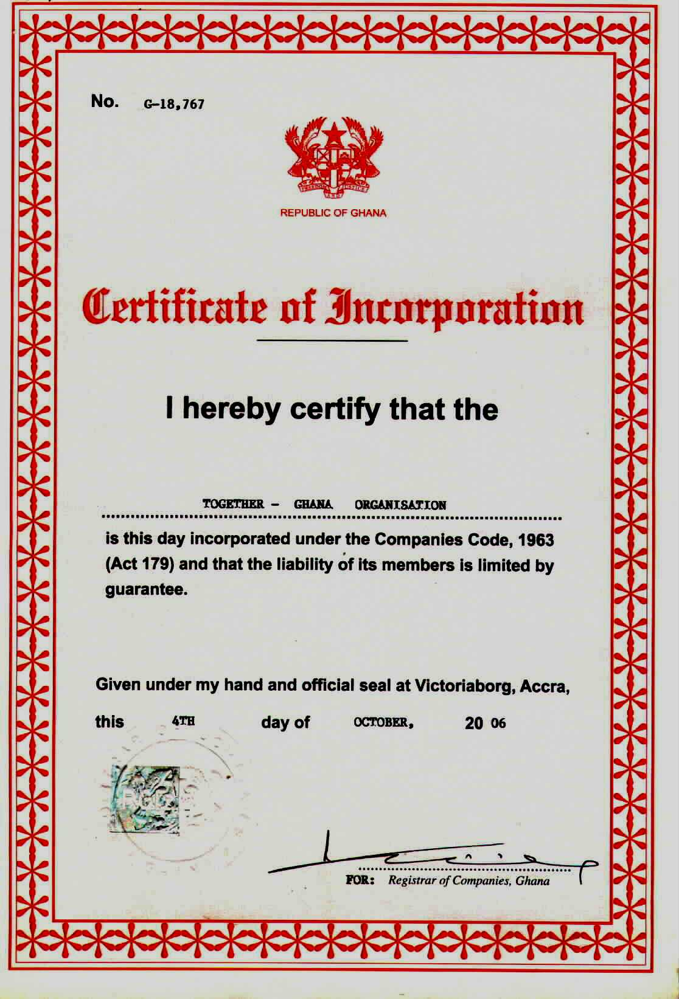 No. G-18,767
FREEDOM AND JUSTICE
REPUBLIC OF GHANA
Certificate of Incorporation
I hereby certify that the
TOGETHER - GHANA ORGANISATION
is this day incorporated under the Companies Code, 1963
(Act 179) and that the liability of its members is limited by
guarantee.
Given under my hand and official seal at Victoriaborg, Accra,
this 4TH day of OCTOBER, 20 06
FOR: Registrar of Companies, Ghana